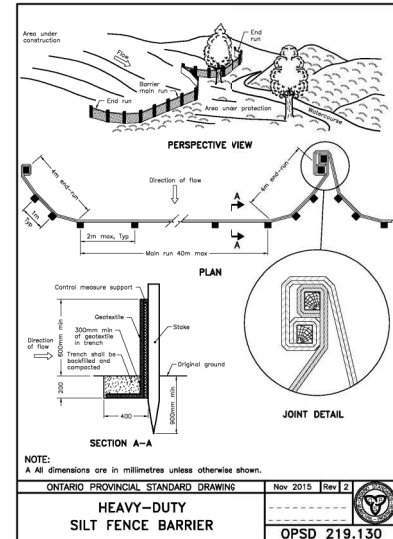 Area under
construction
Flow
End
run
Barrier
main run
End run
Area under protection
Watercourse
PERSPECTIVE VIEW
4m end-run
Direction of flow
4m end-run
A
1m
Typ
2m max, Typ
A
Main run 40m max
PLAN
Control measure support
Geotextile
Stake
300mm min
of geotextile
in trench
Direction
of flow
600mm min
Trench shall be
backfilled and
compacted
Original ground
200
400
900mm min
SECTION A-A
JOINT DETAIL
NOTE:
A All dimensions are in millimetres unless otherwise shown.
ONTARIO PROVINCIAL STANDARD DRAWING
Nov 2015
Rev 2
HEAVY-DUTY
SILT FENCE BARRIER
OPSD 219.130